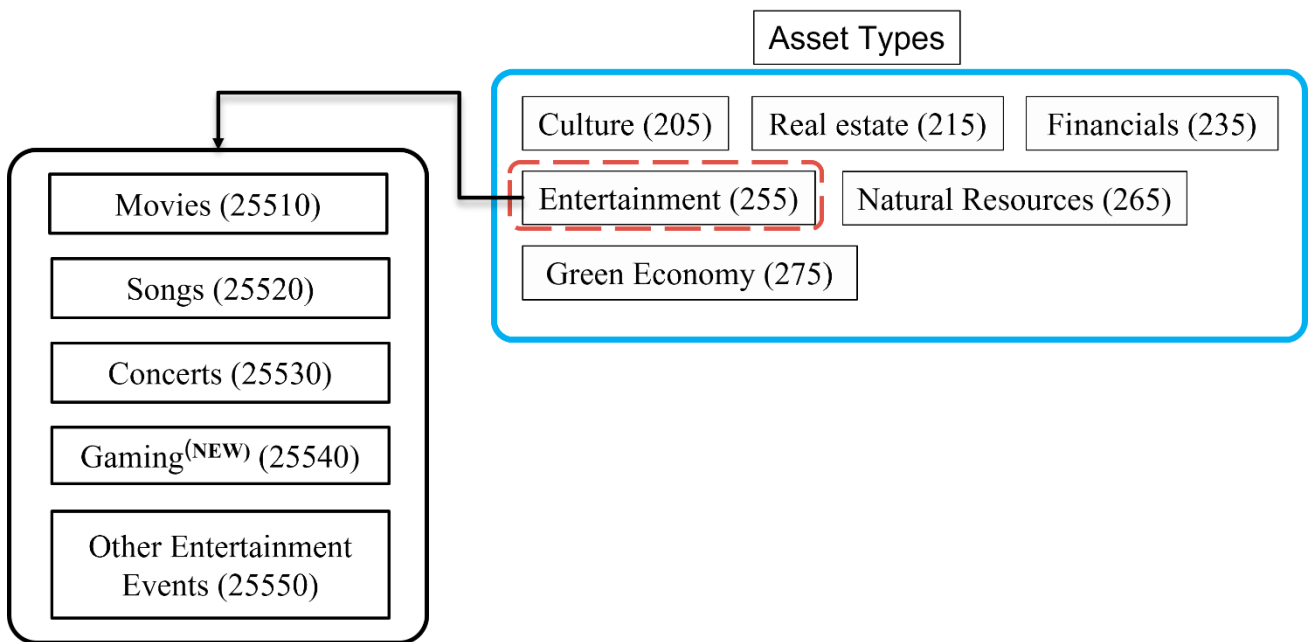 Asset Types
Culture (205)
Real estate (215)
Financials (235)
Entertainment (255)
Natural Resources (265)
Green Economy (275)
Movies (25510)
Songs (25520)
Concerts (25530)
Gaming(NEW) (25540)
Other Entertainment
Events (25550)